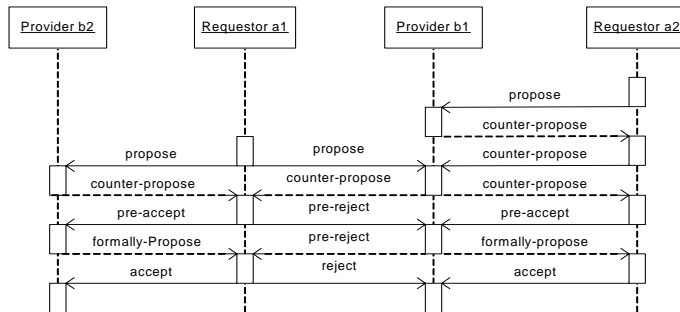 Provider b2 Requestor a1 Provider b1 Requestor a2
propose
counter-propose
propose propose counter-propose
counter-propose counter-propose counter-propose
pre-accept pre-reject pre-accept
formally-Propose pre-reject formally-propose
accept reject accept